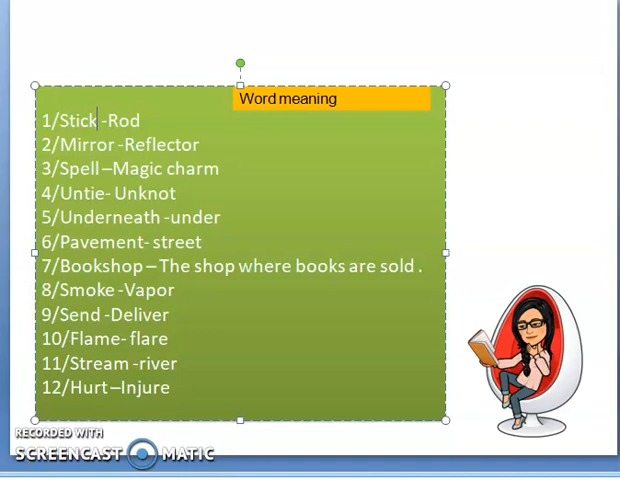 Word meaning
1/Stick -Rod
2/Mirror -Reflector
3/Spell –Magic charm
4/Untie- Unknot
5/Underneath -under
6/Pavement- street
7/Bookshop – The shop where books are sold .
8/Smoke -Vapor
9/Send -Deliver
10/Flame- flare
11/Stream -river
12/Hurt –Injure
RECORDED WITH
SCREENCAST MATIC